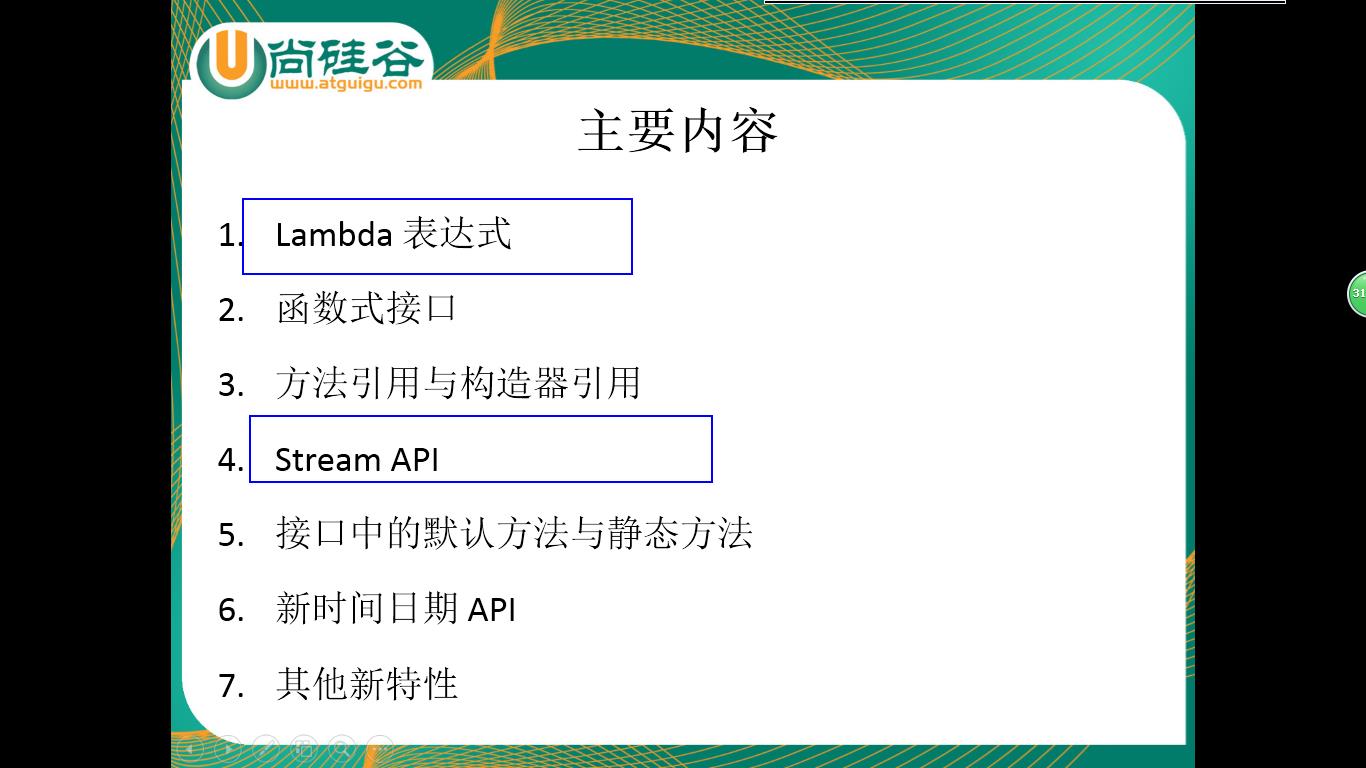 尚硅谷
www.atguigu.com
主要内容
1. Lambda 表达式
2. 函数式接口
3. 方法引用与构造器引用
4. Stream API
5. 接口中的默认方法与静态方法
6. 新时间日期 API
7. 其他新特性
31